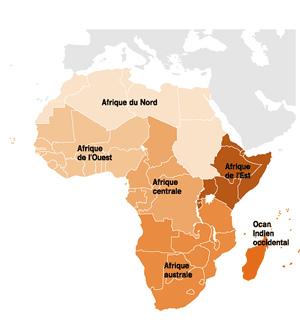 Afrique du Nord
Afrique
de l'Ouest
Afrique
de l'Est
Afrique
centrale
Ocan
Indien
occidental
Afrique
australe